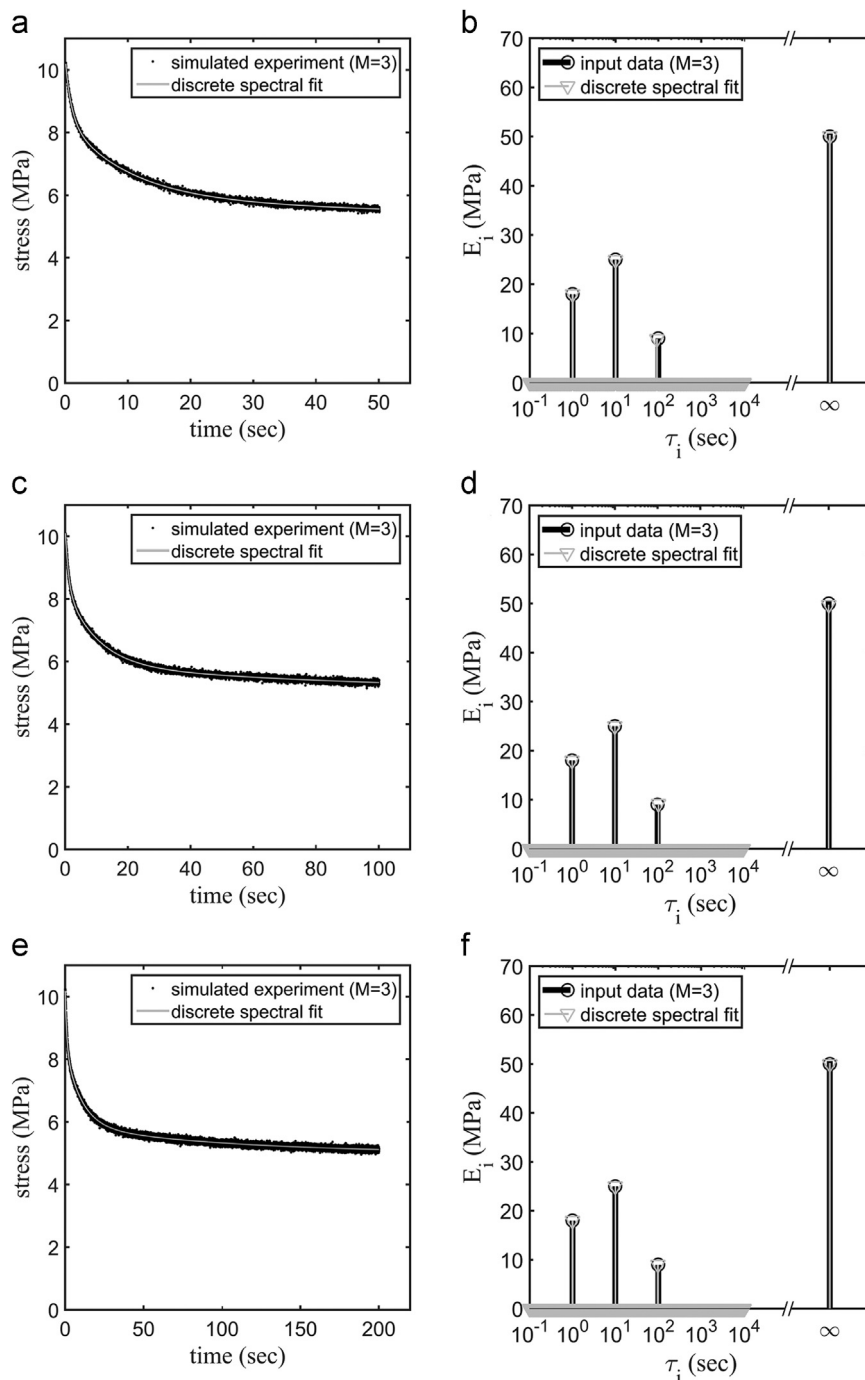 a
simulated experiment (M=3)
discrete spectral fit
10
8
6
4
2
0
stress (MPa)
0 10 20 30 40 50
time (sec)
b
input data (M=3)
discrete spectral fit
70
60
50
40
30
20
10
0
E_i (MPa)
10^-1 10^0 10^1 10^2 10^3 10^4 ∞
τ_i (sec)
c
simulated experiment (M=3)
discrete spectral fit
10
8
6
4
2
0
stress (MPa)
0 20 40 60 80 100
time (sec)
d
input data (M=3)
discrete spectral fit
70
60
50
40
30
20
10
0
E_i (MPa)
10^-1 10^0 10^1 10^2 10^3 10^4 ∞
τ_i (sec)
e
simulated experiment (M=3)
discrete spectral fit
10
8
6
4
2
0
stress (MPa)
0 50 100 150 200
time (sec)
f
input data (M=3)
discrete spectral fit
70
60
50
40
30
20
10
0
E_i (MPa)
10^-1 10^0 10^1 10^2 10^3 10^4 ∞
τ_i (sec)